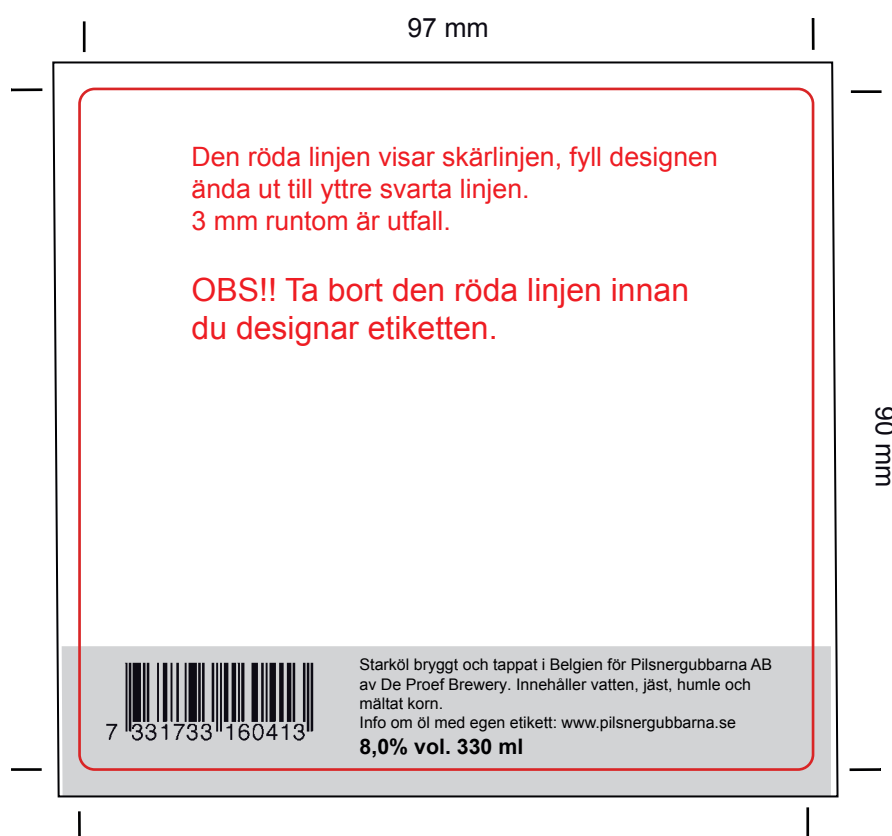 97 mm
Den röda linjen visar skärlinjen, fyll designen
ända ut till yttre svarta linjen.
3 mm runtom är utfall.
OBS!! Ta bort den röda linjen innan
du designar etiketten.
90 mm
7 331733 160413
Starköl bryggt och tappat i Belgien för Pilsnergubbarna AB
av De Proef Brewery. Innehåller vatten, jäst, humle och
mältat korn.
Info om öl med egen etikett: www.pilsnergubbarna.se
8,0% vol. 330 ml